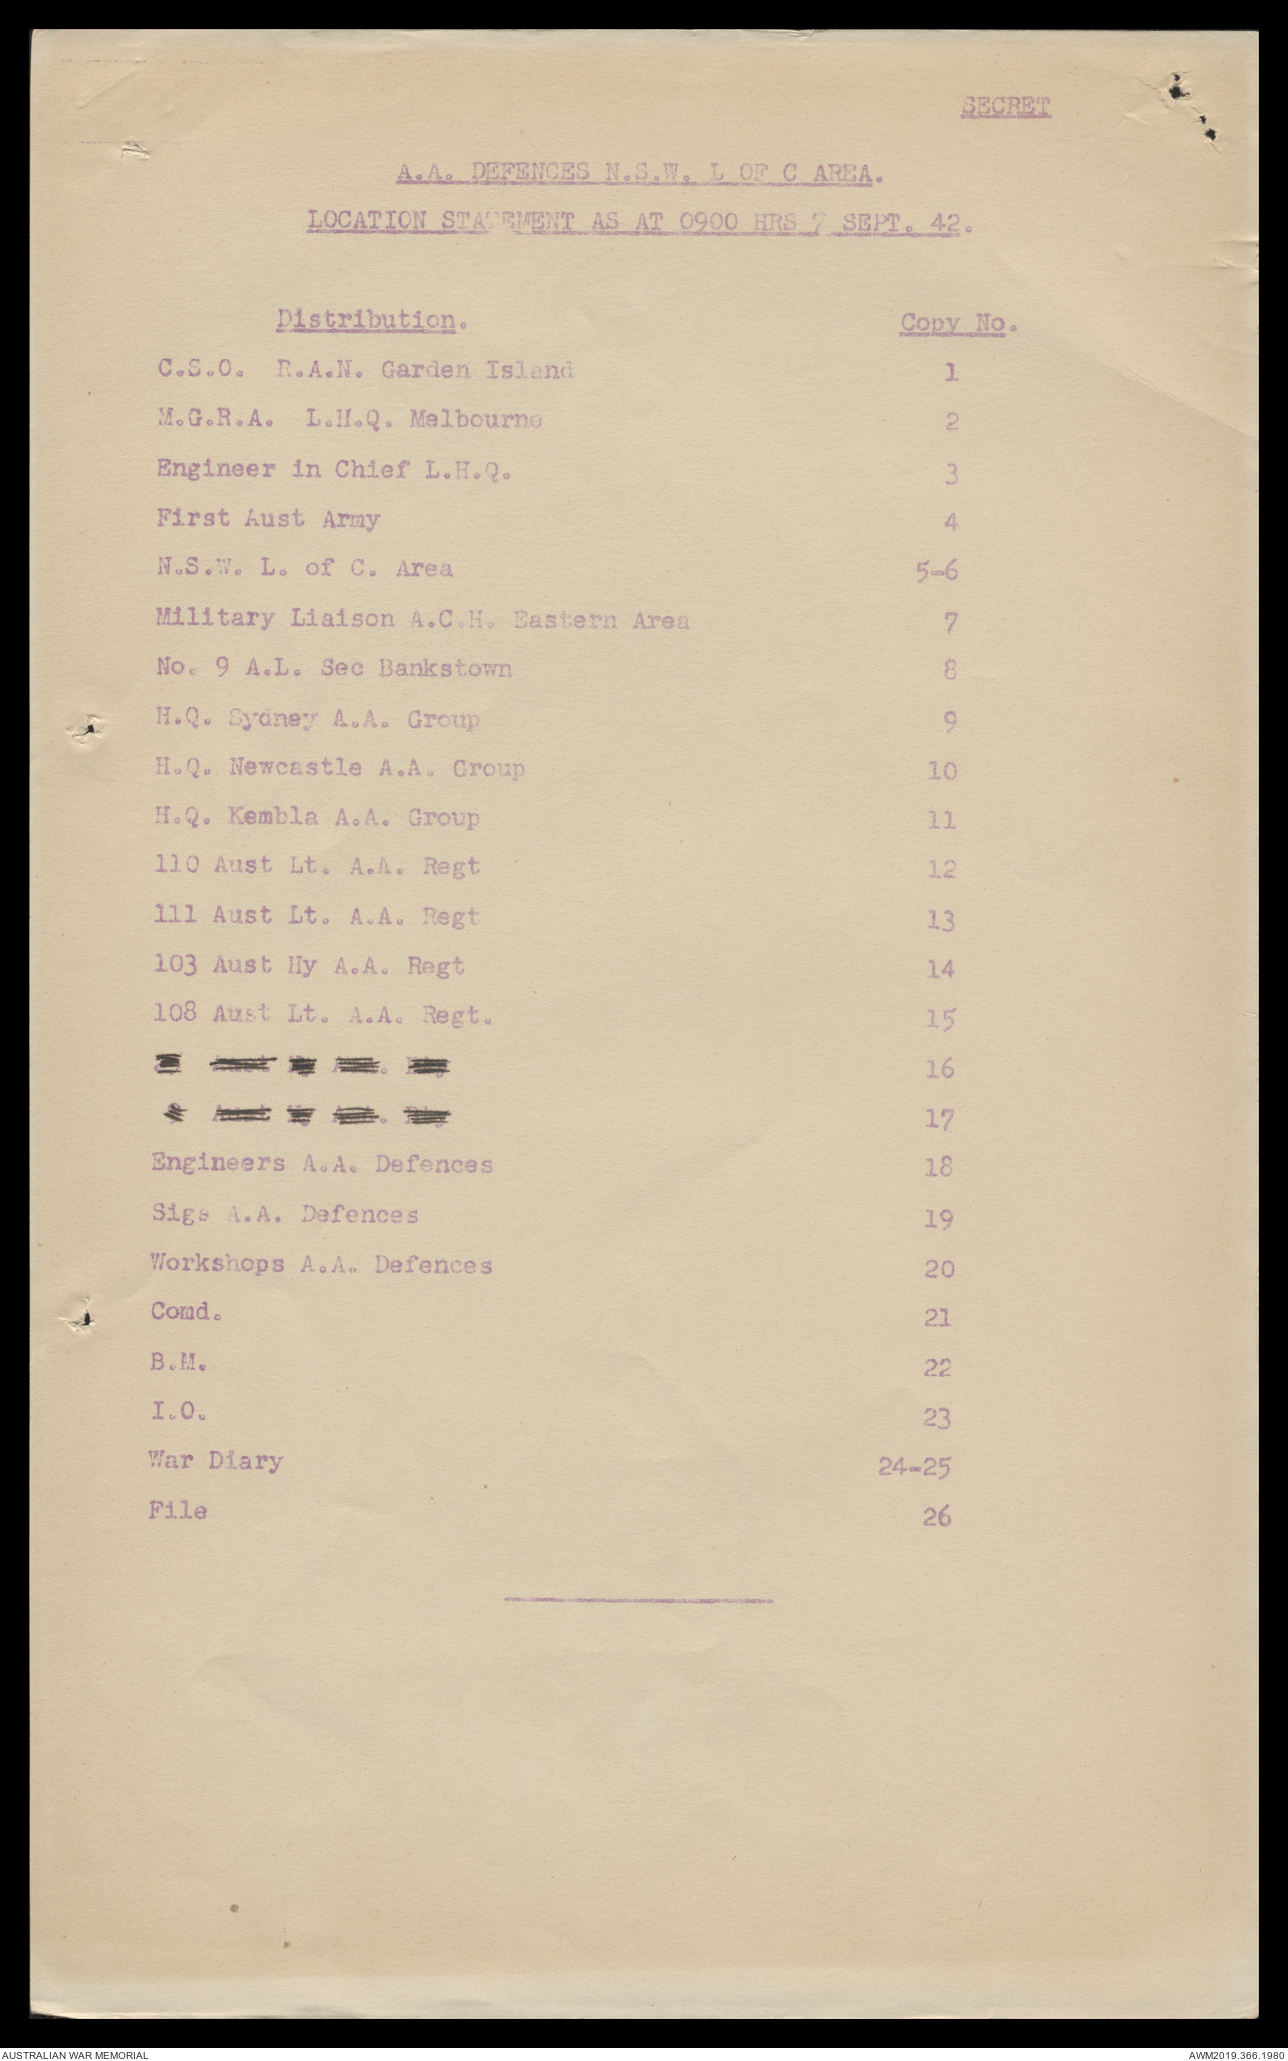 SECRET
A.A. DEFENCES N.S.W. L OF C AREA.
LOCATION STATEMENT AS AT 0900 HRS 7 SEPT. 42.
Distribution. Copy No.
C.S.O. R.A.N. Garden Island 1
M.G.R.A. L.H.Q. Melbourne 2
Engineer in Chief L.H.Q. 3
First Aust Army 4
N.S.W. L. of C. Area 5-6
Military Liaison A.C.H. Eastern Area 7
No. 9 A.L. Sec Bankstown 8
H.Q. Sydney A.A. Group 9
H.Q. Newcastle A.A. Group 10
H.Q. Kembla A.A. Group 11
110 Aust Lt. A.A. Regt 12
111 Aust Lt. A.A. Regt 13
103 Aust Hy A.A. Regt 14
108 Aust Lt. A.A. Regt. 15
16
17
Engineers A.A. Defences 18
Sigs A.A. Defences 19
Workshops A.A. Defences 20
Comd. 21
B.M. 22
I.O. 23
War Diary 24-25
File 26
AUSTRALIAN WAR MEMORIAL AWM2019.366.1980